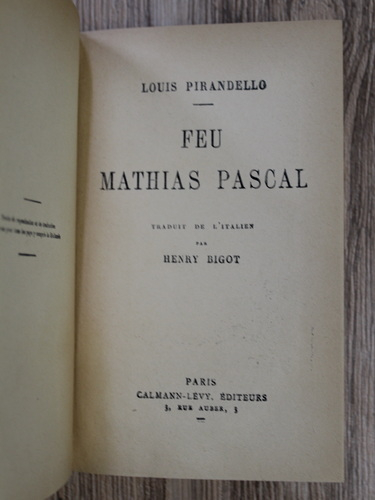 LOUIS PIRANDELLO
FEU
MATHIAS PASCAL
TRADUIT DE L'ITALIEN
PAR
HENRY BIGOT
PARIS
CALMANN-LÉVY, ÉDITEURS
3, RUE AUBER, 3